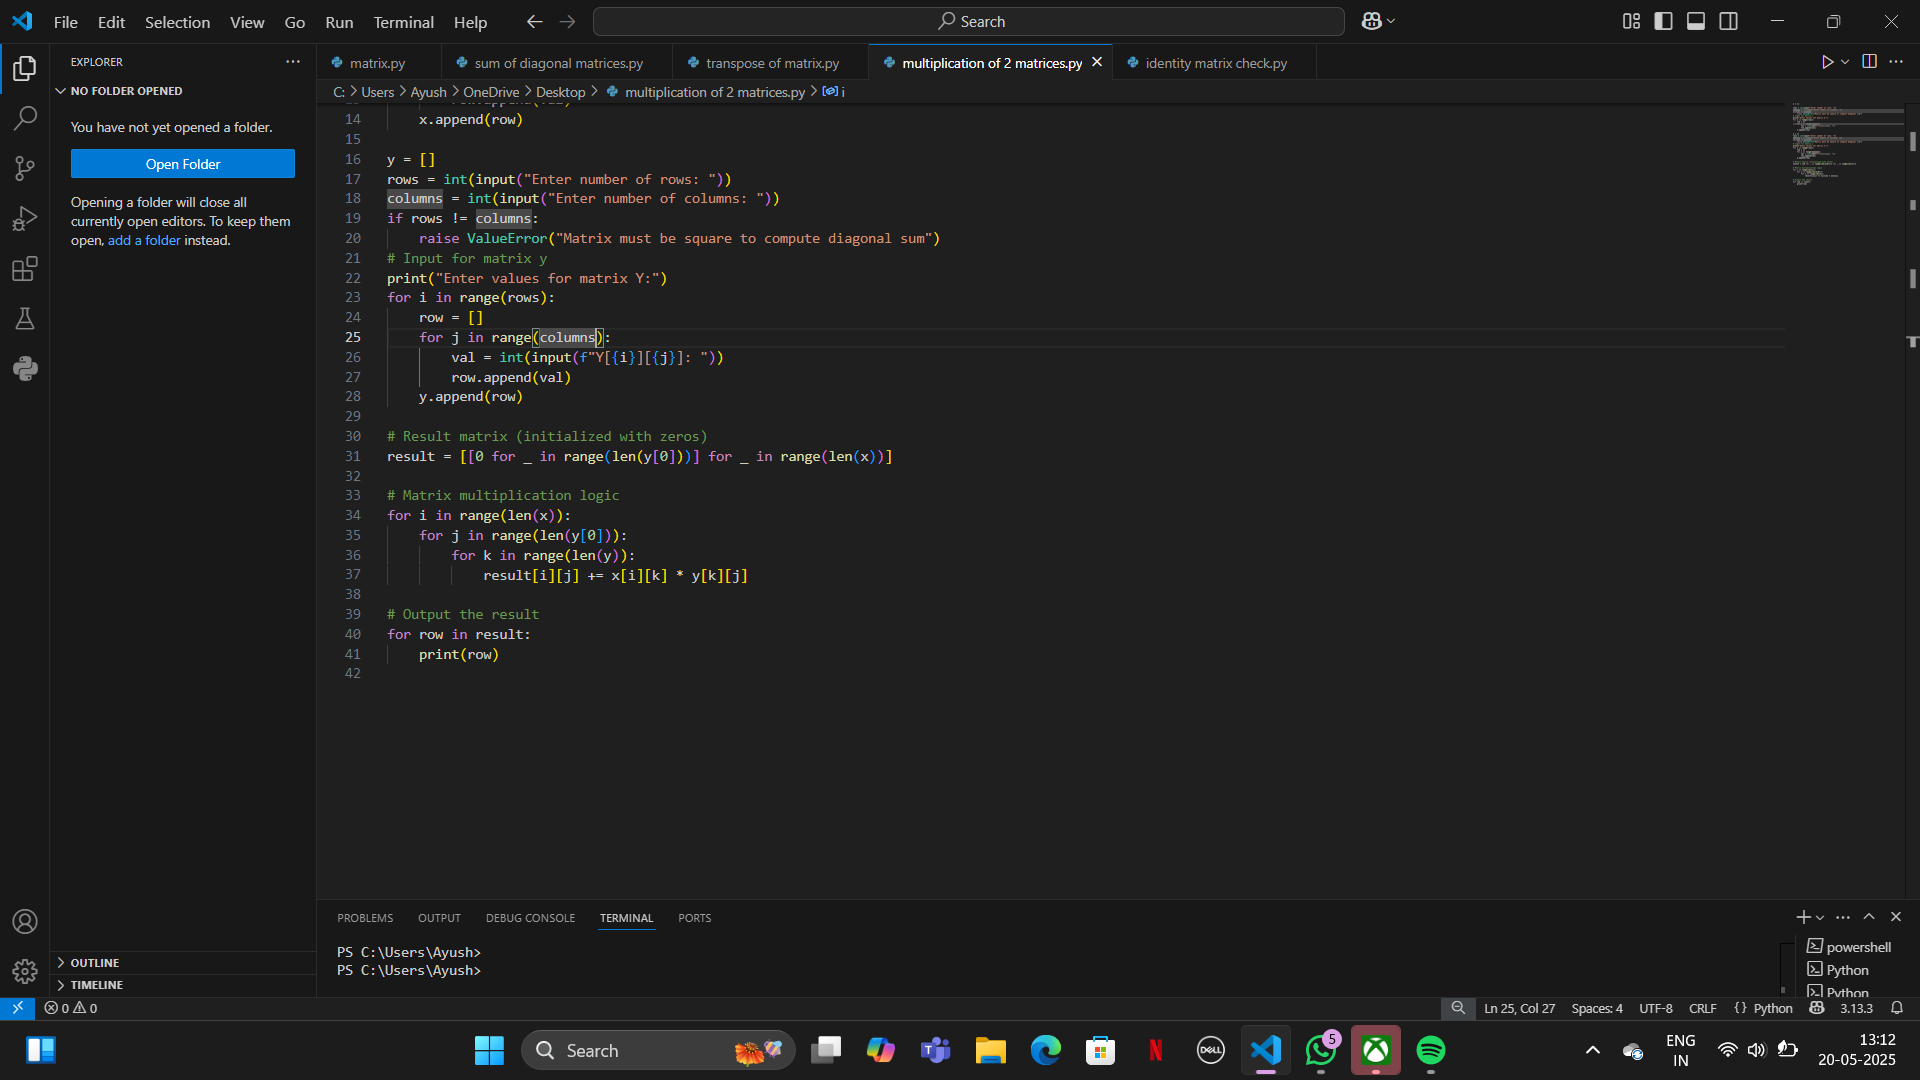 File Edit Selection View Go Run Terminal Help
Search
EXPLORER
NO FOLDER OPENED
You have not yet opened a folder.
Open Folder
Opening a folder will close all
currently open editors. To keep them
open, add a folder instead.
OUTLINE
TIMELINE
matrix.py sum of diagonal matrices.py transpose of matrix.py multiplication of 2 matrices.py identity matrix check.py
C: > Users > Ayush > OneDrive > Desktop > multiplication of 2 matrices.py > i
14 x.append(row)
15
16 y = []
17 rows = int(input("Enter number of rows: "))
18 columns = int(input("Enter number of columns: "))
19 if rows != columns:
20 raise ValueError("Matrix must be square to compute diagonal sum")
21 # Input for matrix y
22 print("Enter values for matrix Y:")
23 for i in range(rows):
24 row = []
25 for j in range(columns):
26 val = int(input(f"Y[{i}][{j}]: "))
27 row.append(val)
28 y.append(row)
29
30 # Result matrix (initialized with zeros)
31 result = [[0 for _ in range(len(y[0]))] for _ in range(len(x))]
32
33 # Matrix multiplication logic
34 for i in range(len(x)):
35 for j in range(len(y[0])):
36 for k in range(len(y)):
37 result[i][j] += x[i][k] * y[k][j]
38
39 # Output the result
40 for row in result:
41 print(row)
42
PROBLEMS OUTPUT DEBUG CONSOLE TERMINAL PORTS
PS C:\Users\Ayush>
PS C:\Users\Ayush>
powershell
Python
Python
0 0
Ln 25, Col 27 Spaces: 4 UTF-8 CRLF {} Python 3.13.3
Search
DELL
5
ENG
IN
13:12
20-05-2025